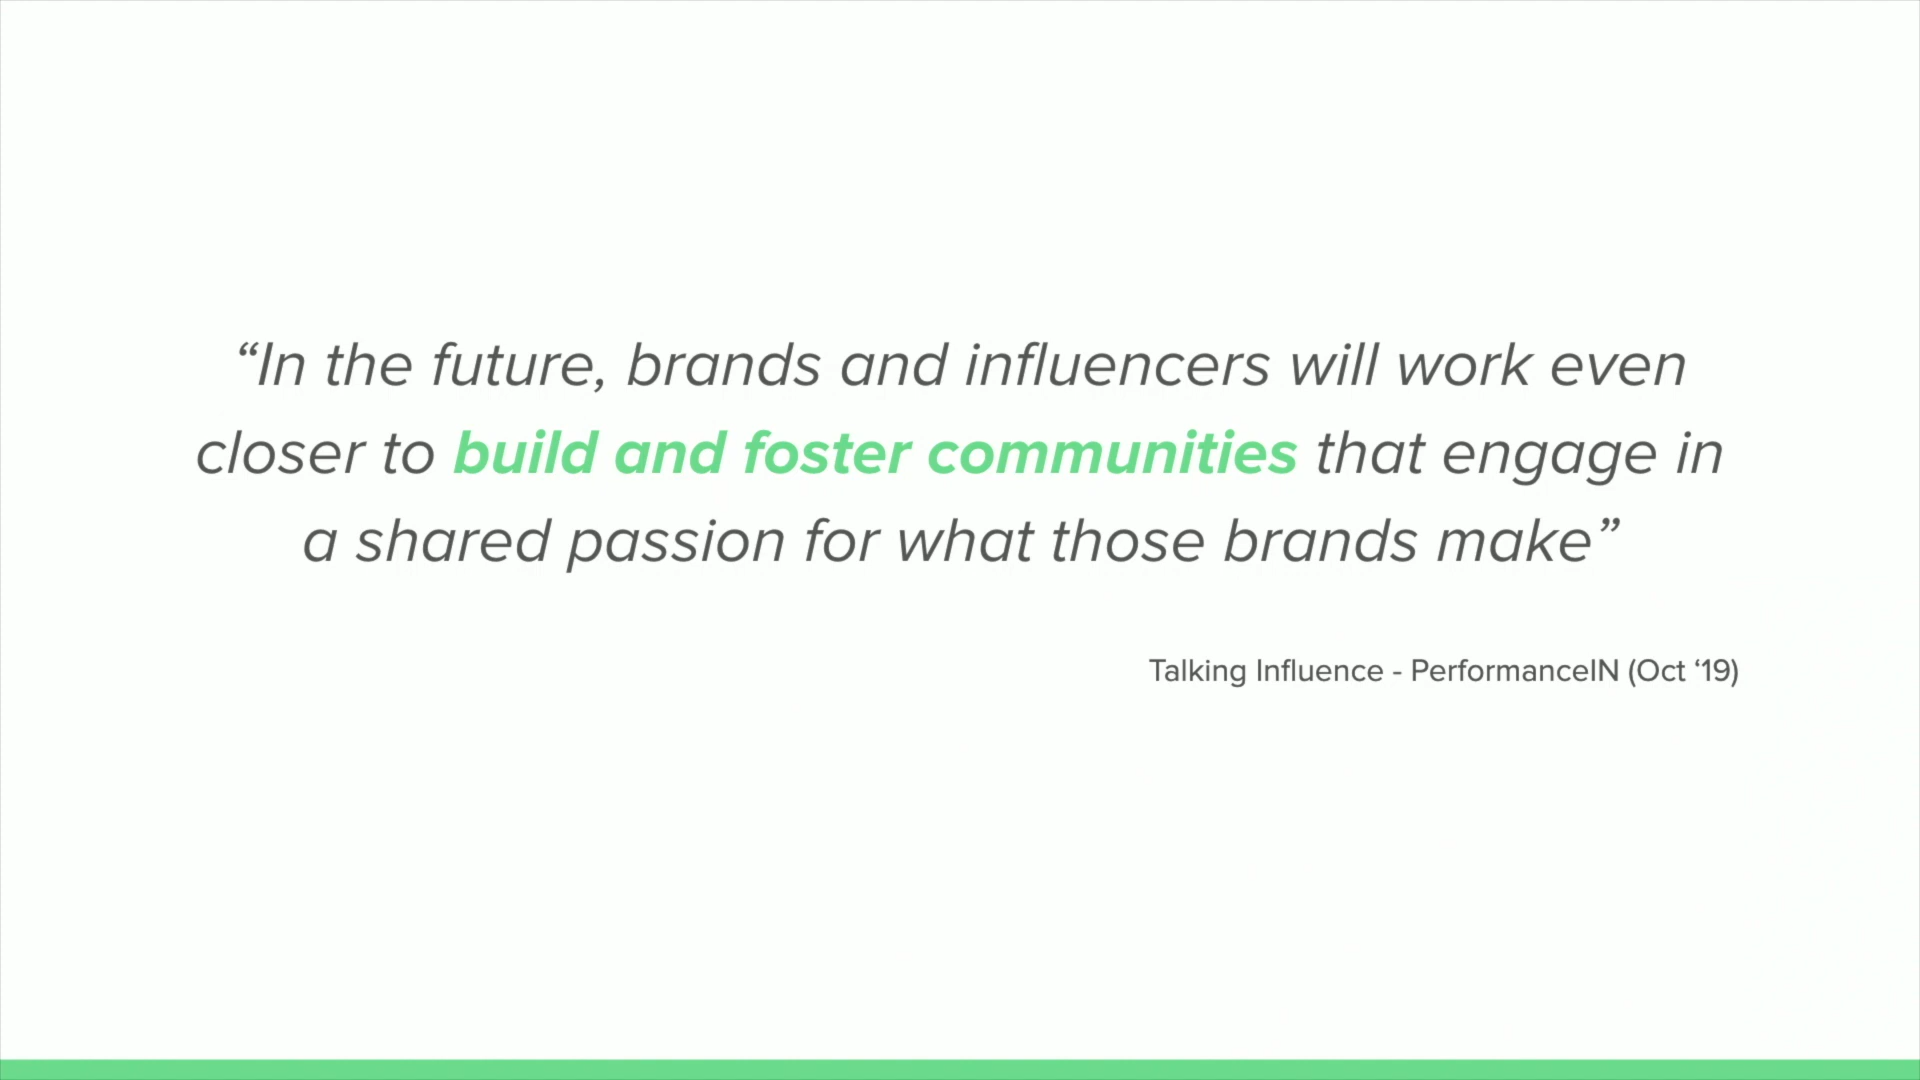 “In the future, brands and influencers will work even
closer to build and foster communities that engage in
a shared passion for what those brands make”
Talking Influence - PerformanceIN (Oct ‘19)